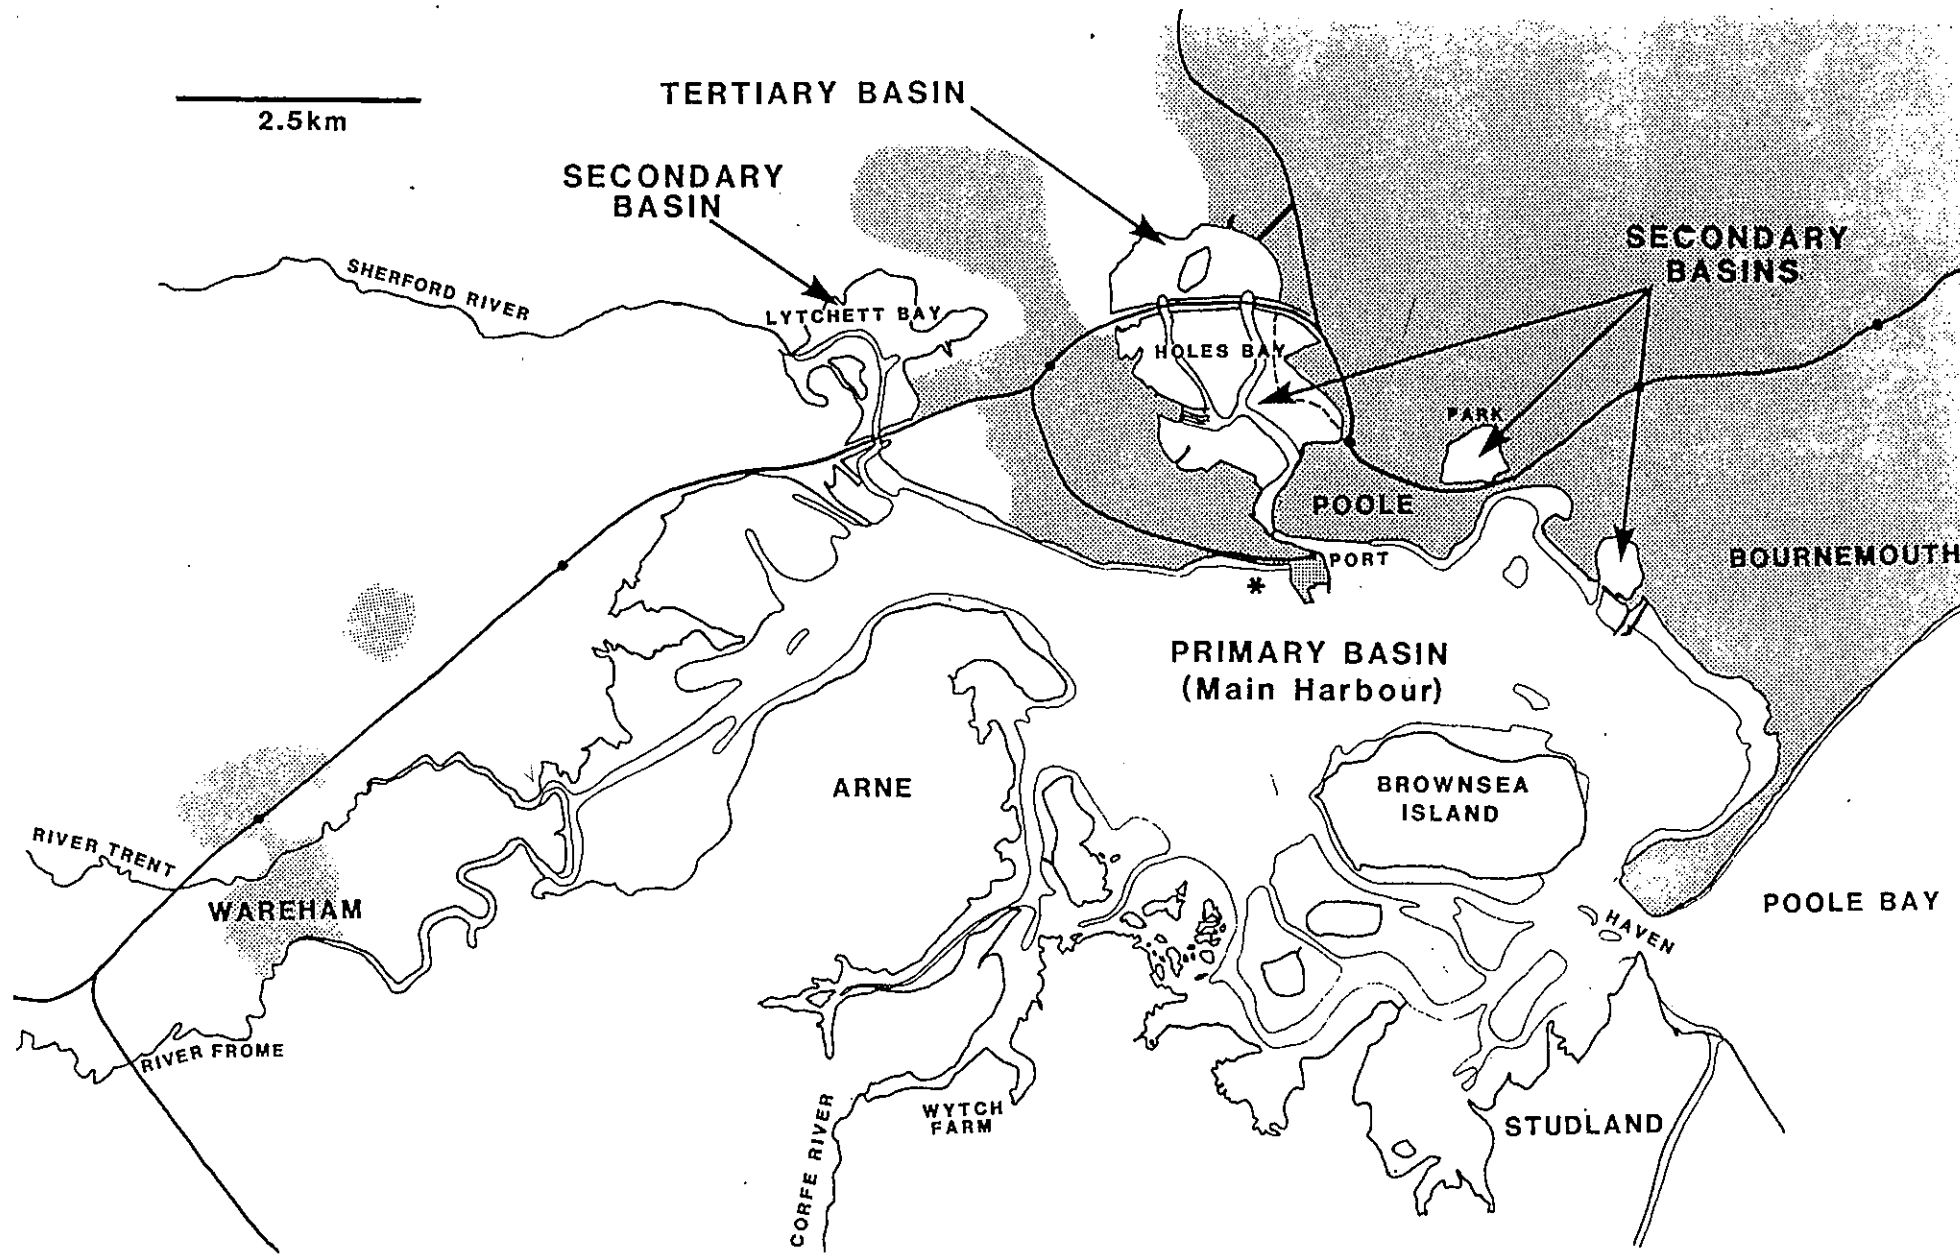 TERTIARY BASIN
2.5km
SECONDARY
BASIN
SECONDARY
BASINS
SHERFORD RIVER
LYTCHETT BAY
HOLES BAY
PARK
POOLE
PORT
BOURNEMOUTH
*
PRIMARY BASIN
(Main Harbour)
ARNE
BROWNSEA
ISLAND
RIVER TRENT
WAREHAM
POOLE BAY
HAVEN
RIVER FROME
WYTCH
FARM
CORFE RIVER
STUDLAND